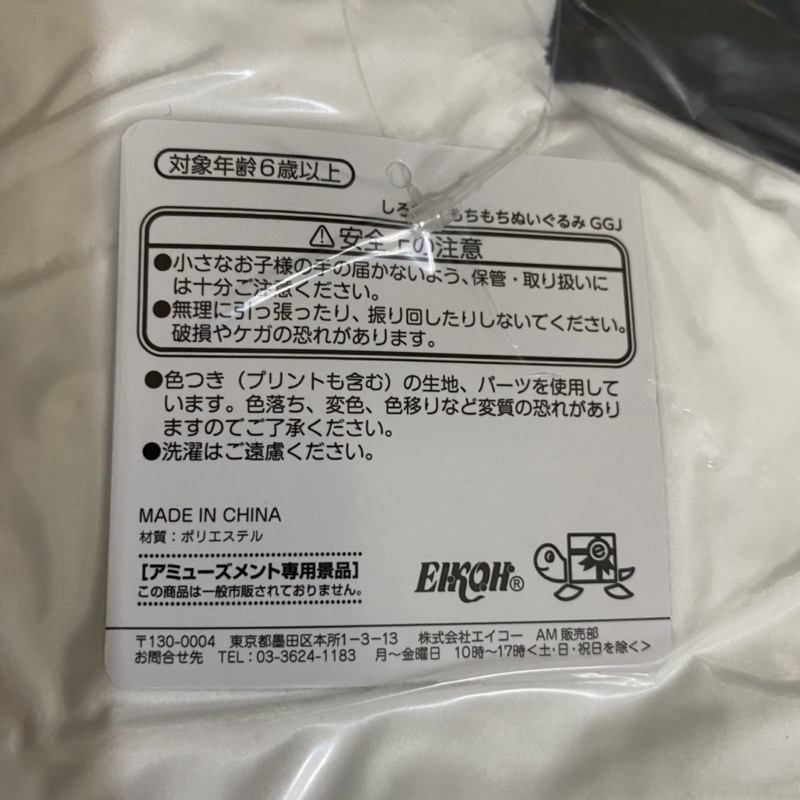 対象年齢6歳以上
しる もちもちぬいぐるみ GGJ
安全上の注意
●小さなお子様の手の届かないよう、保管・取り扱いに
は十分ご注意ください。
●無理に引っ張ったり、振り回したりしないでください。
破損やケガの恐れがあります。
●色つき（プリントも含む）の生地、パーツを使用して
います。色落ち、変色、色移りなど変質の恐れがあり
ますのでご了承ください。
●洗濯はご遠慮ください。
MADE IN CHINA
材質：ポリエステル
[アミューズメント専用景品]
この商品は一般市販されておりません。
EIKOH®
〒130-0004 東京都墨田区本所1-3-13 株式会社エイコー AM販売部
お問合せ先 TEL：03-3624-1183 月～金曜日 10時～17時<土・日・祝日を除く>